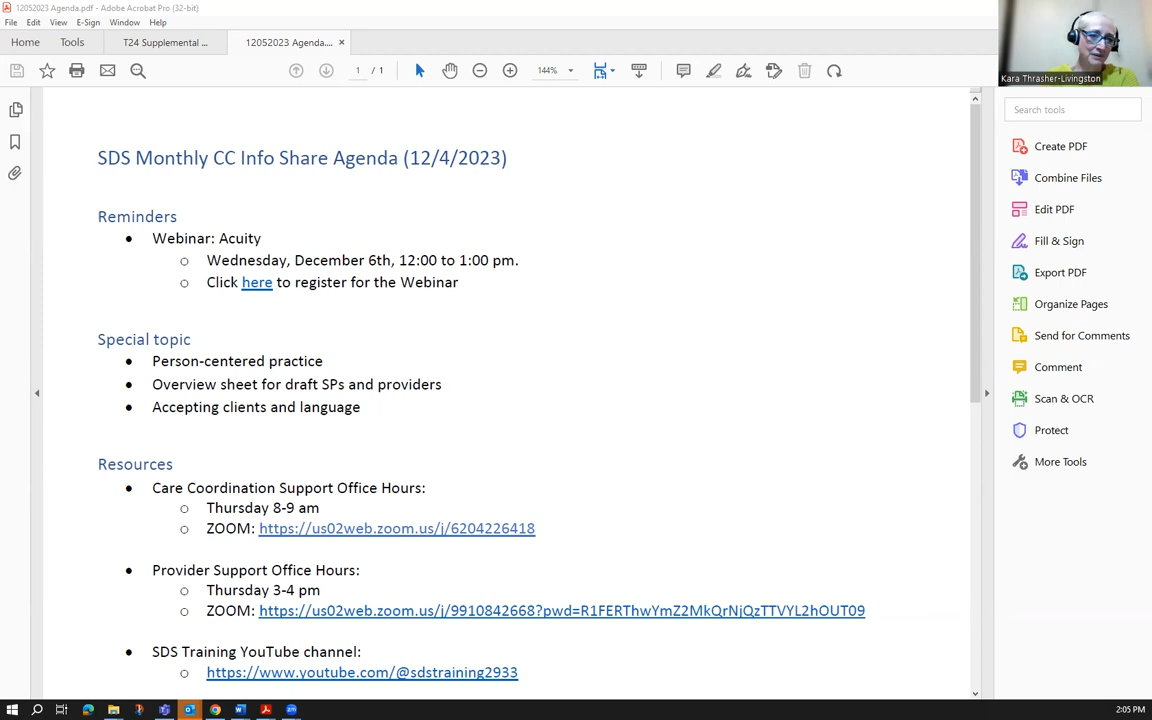 12052023 Agenda.pdf - Adobe Acrobat Pro (32-bit)
File Edit View E-Sign Window Help
Home Tools T24 Supplemental ... 12052023 Agenda.... ×
1 / 1 144%
Kara Thrasher-Livingston
Search tools
Create PDF
Combine Files
Edit PDF
Fill & Sign
Export PDF
Organize Pages
Send for Comments
Comment
Scan & OCR
Protect
More Tools
SDS Monthly CC Info Share Agenda (12/4/2023)
Reminders
• Webinar: Acuity
○ Wednesday, December 6th, 12:00 to 1:00 pm.
○ Click here to register for the Webinar
Special topic
• Person-centered practice
• Overview sheet for draft SPs and providers
• Accepting clients and language
Resources
• Care Coordination Support Office Hours:
○ Thursday 8-9 am
○ ZOOM: https://us02web.zoom.us/j/6204226418
• Provider Support Office Hours:
○ Thursday 3-4 pm
○ ZOOM: https://us02web.zoom.us/j/9910842668?pwd=R1FERThwYmZ2MkQrNjQzTTVYL2hOUT09
• SDS Training YouTube channel:
○ https://www.youtube.com/@sdstraining2933
2:05 PM